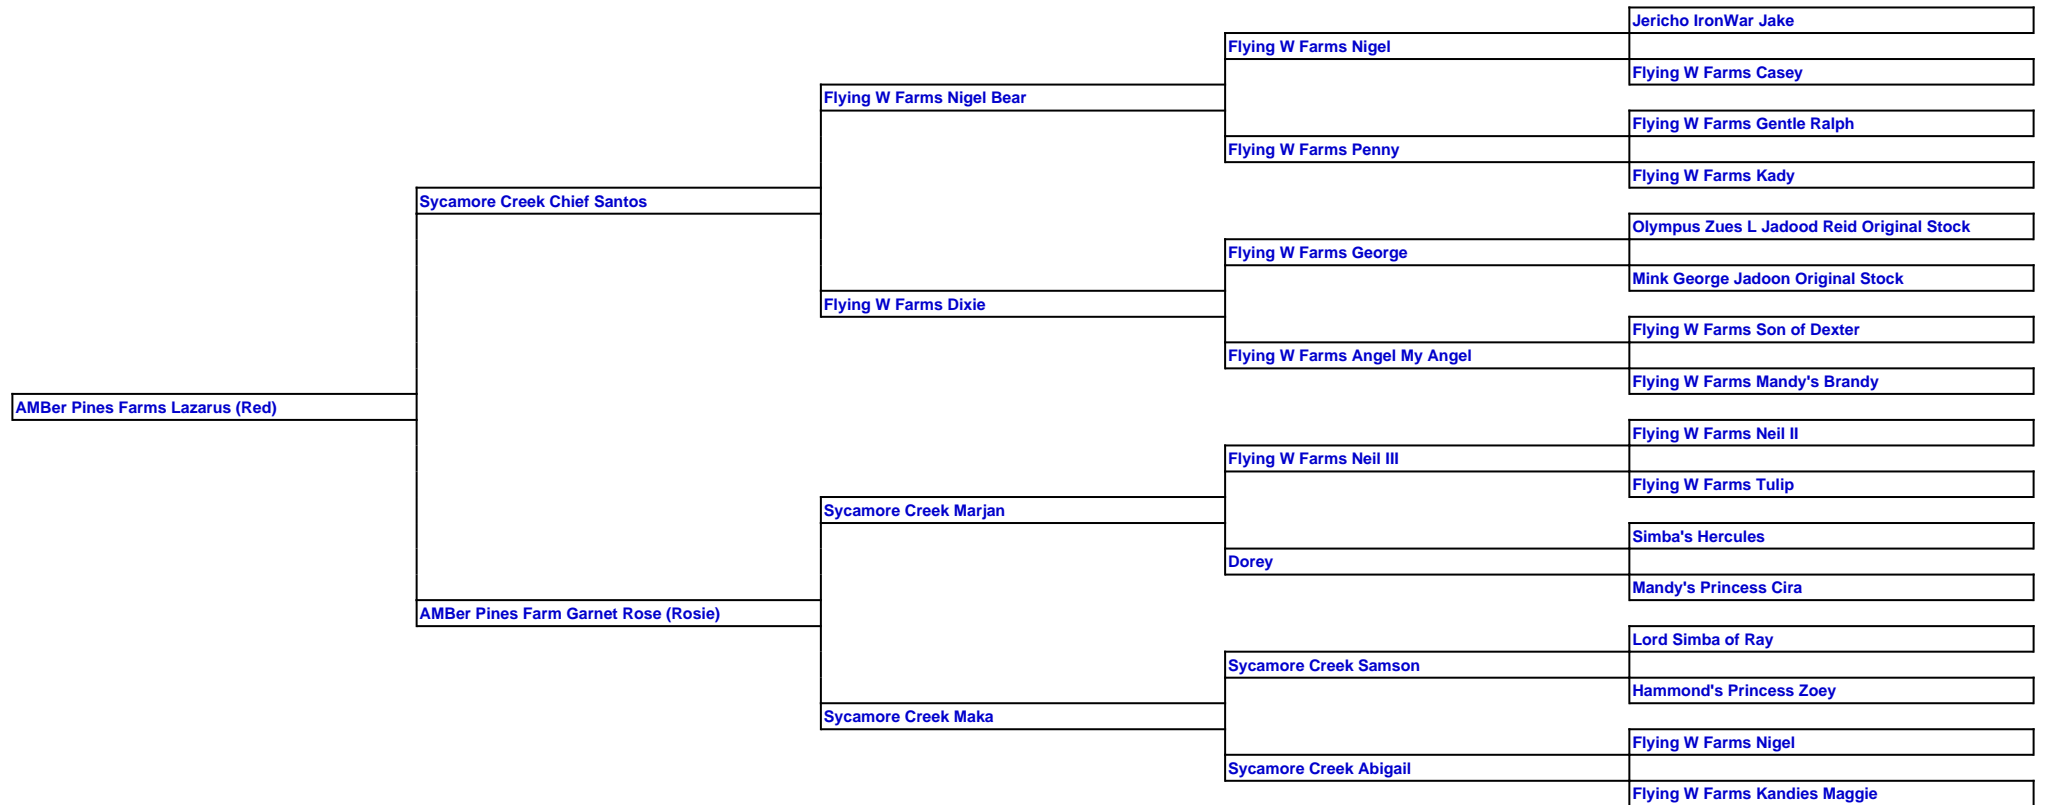 Jericho IronWar Jake
Flying W Farms Nigel
Flying W Farms Casey
Flying W Farms Nigel Bear
Flying W Farms Gentle Ralph
Flying W Farms Penny
Flying W Farms Kady
Sycamore Creek Chief Santos
Olympus Zues L Jadood Reid Original Stock
Flying W Farms George
Mink George Jadoon Original Stock
Flying W Farms Dixie
Flying W Farms Son of Dexter
Flying W Farms Angel My Angel
Flying W Farms Mandy's Brandy
AMBer Pines Farms Lazarus (Red)
Flying W Farms Neil II
Flying W Farms Neil III
Flying W Farms Tulip
Sycamore Creek Marjan
Simba's Hercules
Dorey
Mandy's Princess Cira
AMBer Pines Farm Garnet Rose (Rosie)
Lord Simba of Ray
Sycamore Creek Samson
Hammond's Princess Zoey
Sycamore Creek Maka
Flying W Farms Nigel
Sycamore Creek Abigail
Flying W Farms Kandies Maggie